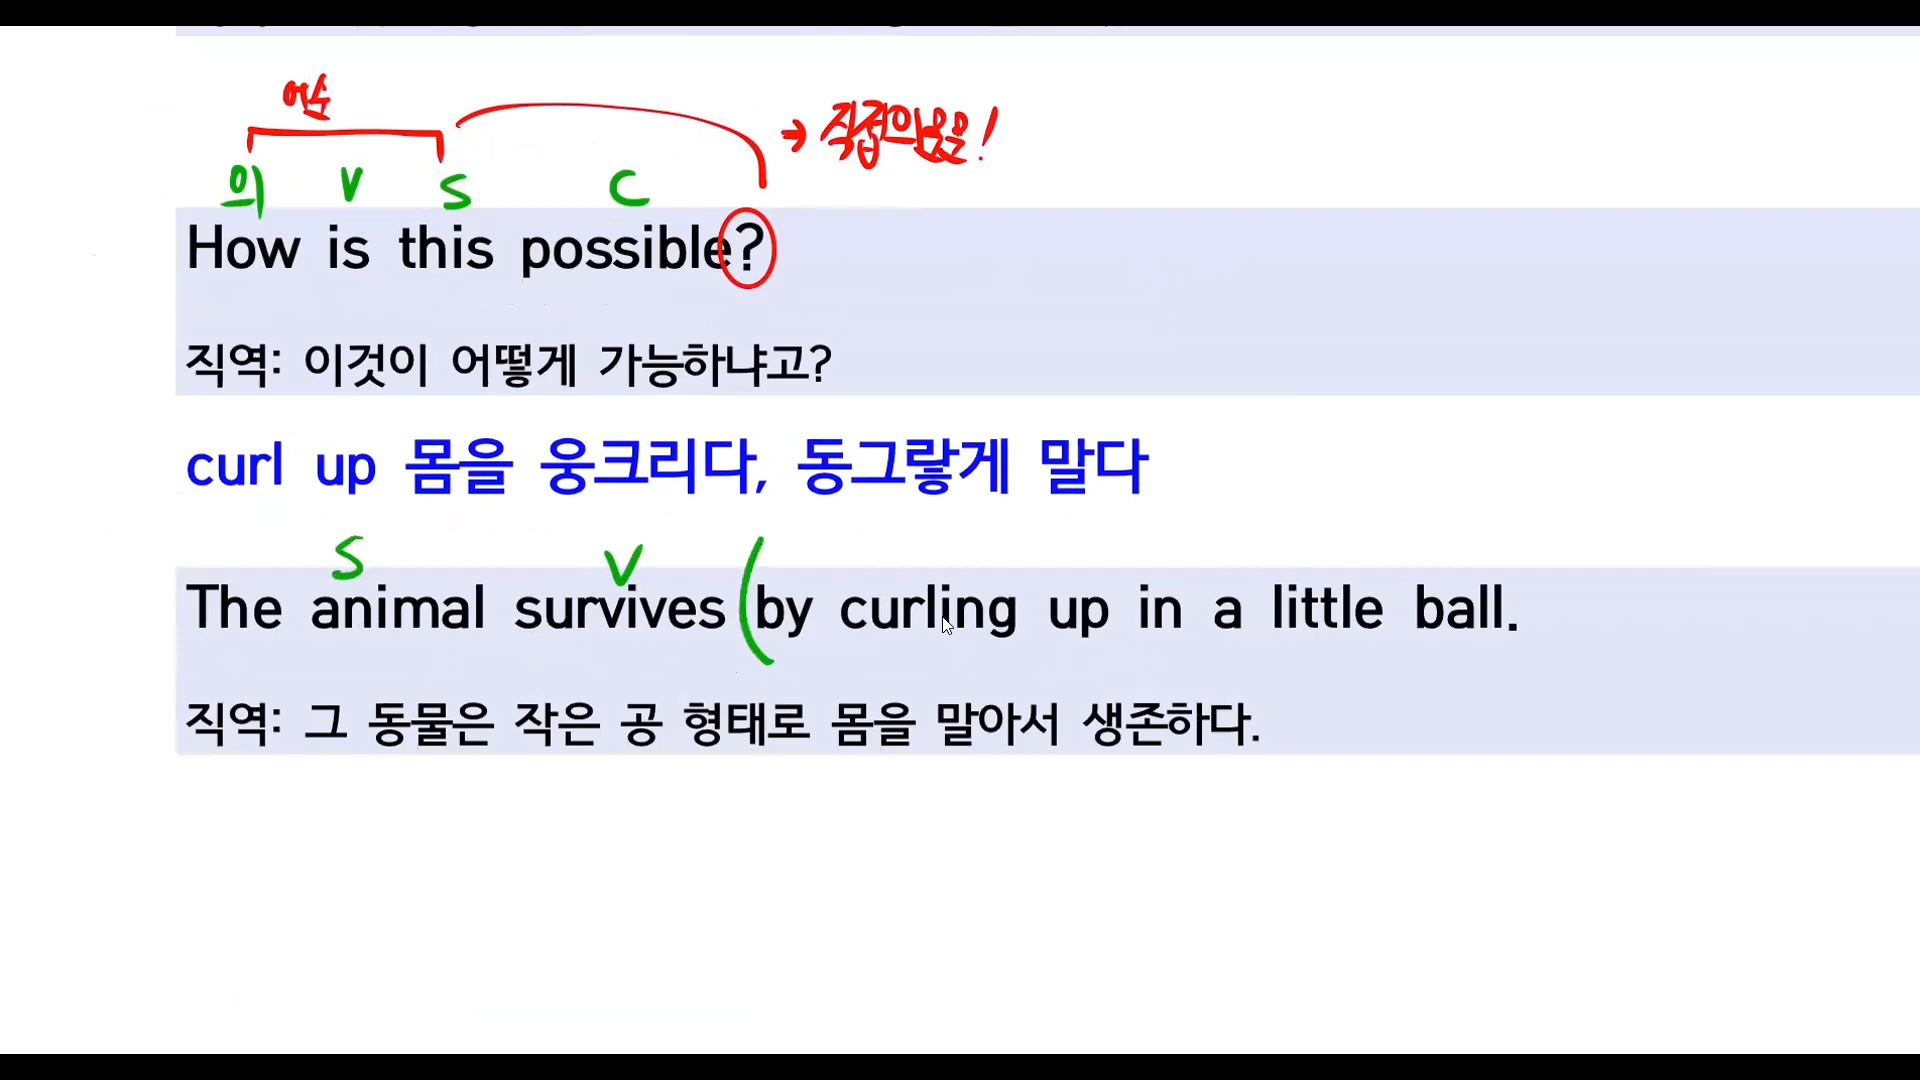 어순
→ 직접의문문!
의 V S C
How is this possible?
직역: 이것이 어떻게 가능하냐고?
curl up 몸을 웅크리다, 동그랗게 말다
S V
The animal survives (by curling up in a little ball.
직역: 그 동물은 작은 공 형태로 몸을 말아서 생존하다.